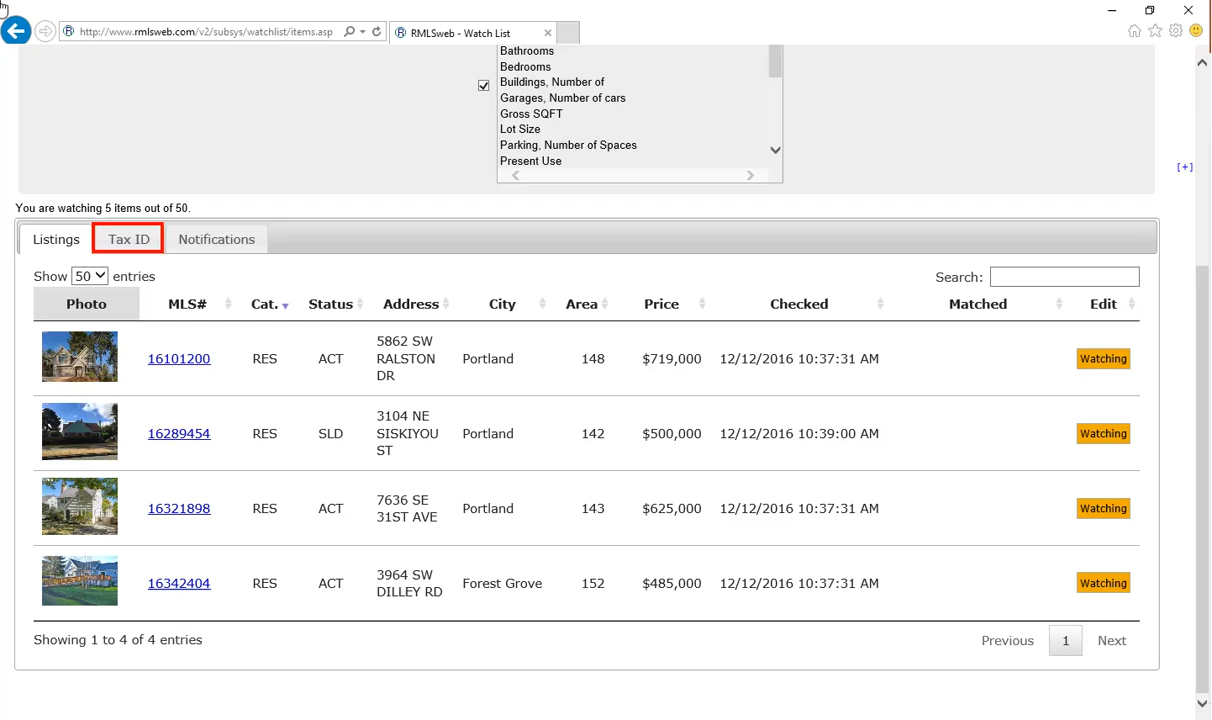 http://www.rmlsweb.com/v2/subsys/watchlist/items.asp
RMLSweb - Watch List
Bathrooms
Bedrooms
Buildings, Number of
Garages, Number of cars
Gross SQFT
Lot Size
Parking, Number of Spaces
Present Use
[+]
You are watching 5 items out of 50.
Listings Tax ID Notifications
Show 50 entries Search:
Photo MLS# Cat. Status Address City Area Price Checked Matched Edit
5862 SW
16101200 RES ACT RALSTON Portland 148 $719,000 12/12/2016 10:37:31 AM Watching
DR
3104 NE
16289454 RES SLD SISKIYOU Portland 142 $500,000 12/12/2016 10:39:00 AM Watching
ST
16321898 RES ACT 7636 SE Portland 143 $625,000 12/12/2016 10:37:31 AM Watching
31ST AVE
16342404 RES ACT 3964 SW Forest Grove 152 $485,000 12/12/2016 10:37:31 AM Watching
DILLEY RD
Showing 1 to 4 of 4 entries Previous 1 Next